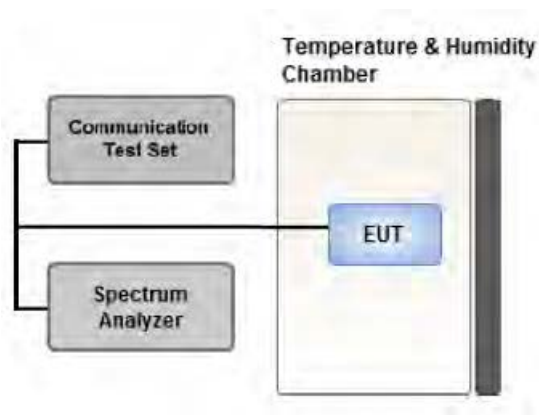 Temperature & Humidity
Chamber
Communication
Test Set
EUT
Spectrum
Analyzer